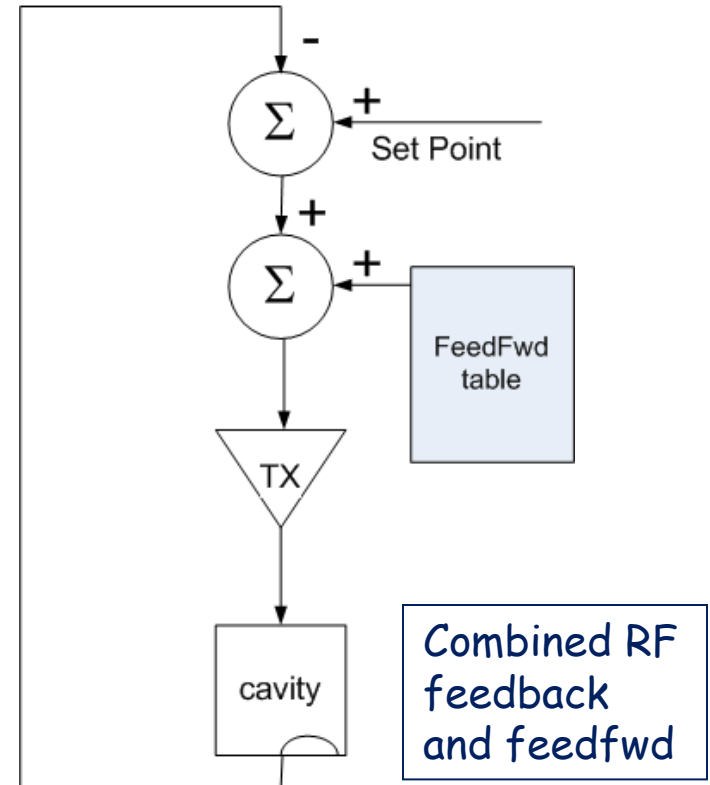 -
Σ
+
Set Point
+
Σ
+
FeedFwd
table
TX
cavity
Combined RF
feedback
and feedfwd